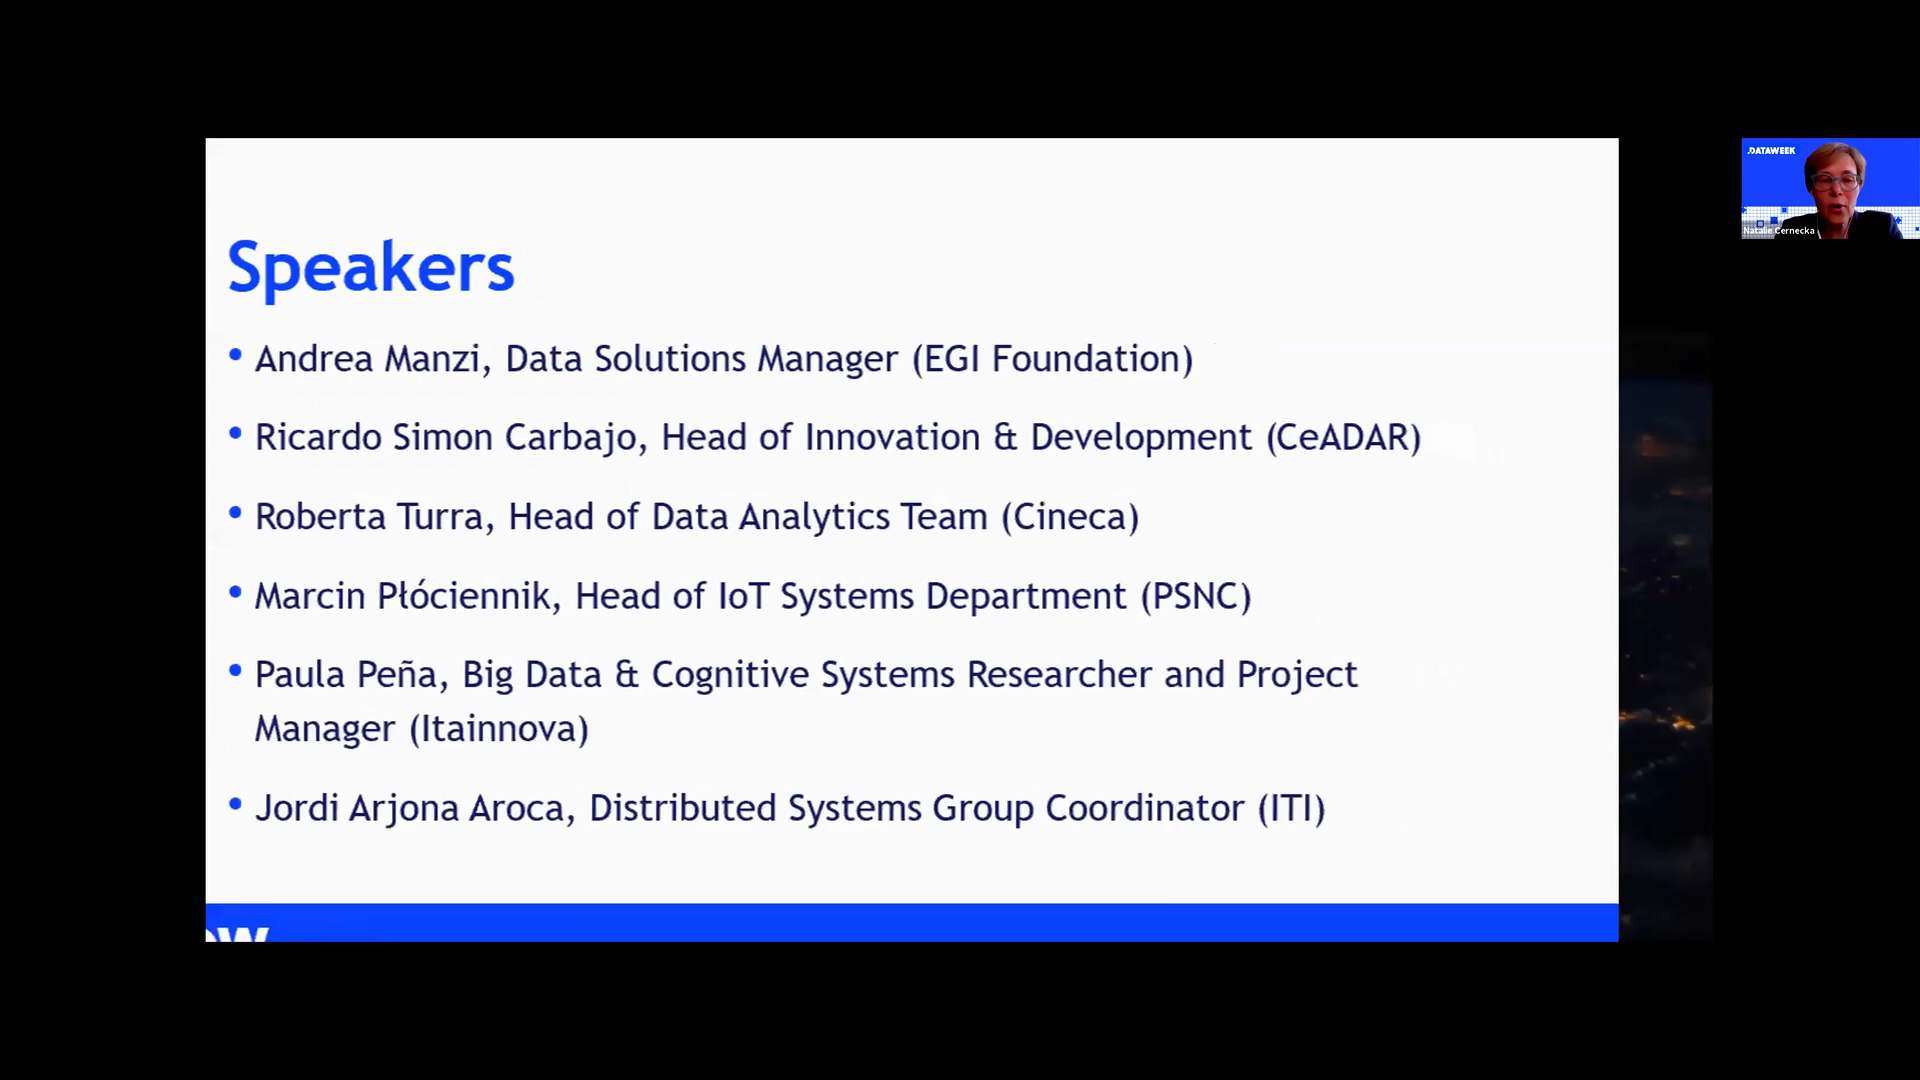 Speakers
• Andrea Manzi, Data Solutions Manager (EGI Foundation)
• Ricardo Simon Carbajo, Head of Innovation & Development (CeADAR)
• Roberta Turra, Head of Data Analytics Team (Cineca)
• Marcin Płóciennik, Head of IoT Systems Department (PSNC)
• Paula Peña, Big Data & Cognitive Systems Researcher and Project
Manager (Itainnova)
• Jordi Arjona Aroca, Distributed Systems Group Coordinator (ITI)
.DATAWEEK
Natalie Cernecka